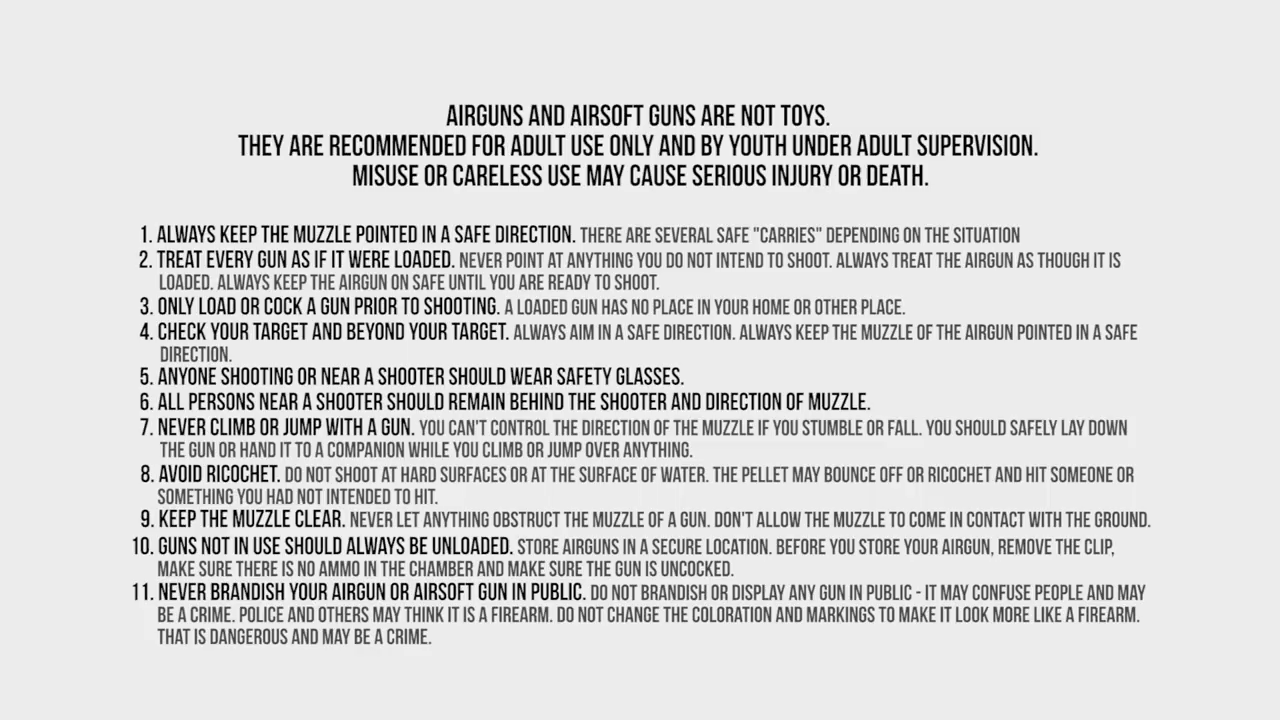 AIRGUNS AND AIRSOFT GUNS ARE NOT TOYS.
THEY ARE RECOMMENDED FOR ADULT USE ONLY AND BY YOUTH UNDER ADULT SUPERVISION.
MISUSE OR CARELESS USE MAY CAUSE SERIOUS INJURY OR DEATH.
1. ALWAYS KEEP THE MUZZLE POINTED IN A SAFE DIRECTION. THERE ARE SEVERAL SAFE "CARRIES" DEPENDING ON THE SITUATION
2. TREAT EVERY GUN AS IF IT WERE LOADED. NEVER POINT AT ANYTHING YOU DO NOT INTEND TO SHOOT. ALWAYS TREAT THE AIRGUN AS THOUGH IT IS
LOADED. ALWAYS KEEP THE AIRGUN ON SAFE UNTIL YOU ARE READY TO SHOOT.
3. ONLY LOAD OR COCK A GUN PRIOR TO SHOOTING. A LOADED GUN HAS NO PLACE IN YOUR HOME OR OTHER PLACE.
4. CHECK YOUR TARGET AND BEYOND YOUR TARGET. ALWAYS AIM IN A SAFE DIRECTION. ALWAYS KEEP THE MUZZLE OF THE AIRGUN POINTED IN A SAFE
DIRECTION.
5. ANYONE SHOOTING OR NEAR A SHOOTER SHOULD WEAR SAFETY GLASSES.
6. ALL PERSONS NEAR A SHOOTER SHOULD REMAIN BEHIND THE SHOOTER AND DIRECTION OF MUZZLE.
7. NEVER CLIMB OR JUMP WITH A GUN. YOU CAN'T CONTROL THE DIRECTION OF THE MUZZLE IF YOU STUMBLE OR FALL. YOU SHOULD SAFELY LAY DOWN
THE GUN OR HAND IT TO A COMPANION WHILE YOU CLIMB OR JUMP OVER ANYTHING.
8. AVOID RICOCHET. DO NOT SHOOT AT HARD SURFACES OR AT THE SURFACE OF WATER. THE PELLET MAY BOUNCE OFF OR RICOCHET AND HIT SOMEONE OR
SOMETHING YOU HAD NOT INTENDED TO HIT.
9. KEEP THE MUZZLE CLEAR. NEVER LET ANYTHING OBSTRUCT THE MUZZLE OF A GUN. DON'T ALLOW THE MUZZLE TO COME IN CONTACT WITH THE GROUND.
10. GUNS NOT IN USE SHOULD ALWAYS BE UNLOADED. STORE AIRGUNS IN A SECURE LOCATION. BEFORE YOU STORE YOUR AIRGUN, REMOVE THE CLIP,
MAKE SURE THERE IS NO AMMO IN THE CHAMBER AND MAKE SURE THE GUN IS UNCOCKED.
11. NEVER BRANDISH YOUR AIRGUN OR AIRSOFT GUN IN PUBLIC. DO NOT BRANDISH OR DISPLAY ANY GUN IN PUBLIC - IT MAY CONFUSE PEOPLE AND MAY
BE A CRIME. POLICE AND OTHERS MAY THINK IT IS A FIREARM. DO NOT CHANGE THE COLORATION AND MARKINGS TO MAKE IT LOOK MORE LIKE A FIREARM.
THAT IS DANGEROUS AND MAY BE A CRIME.